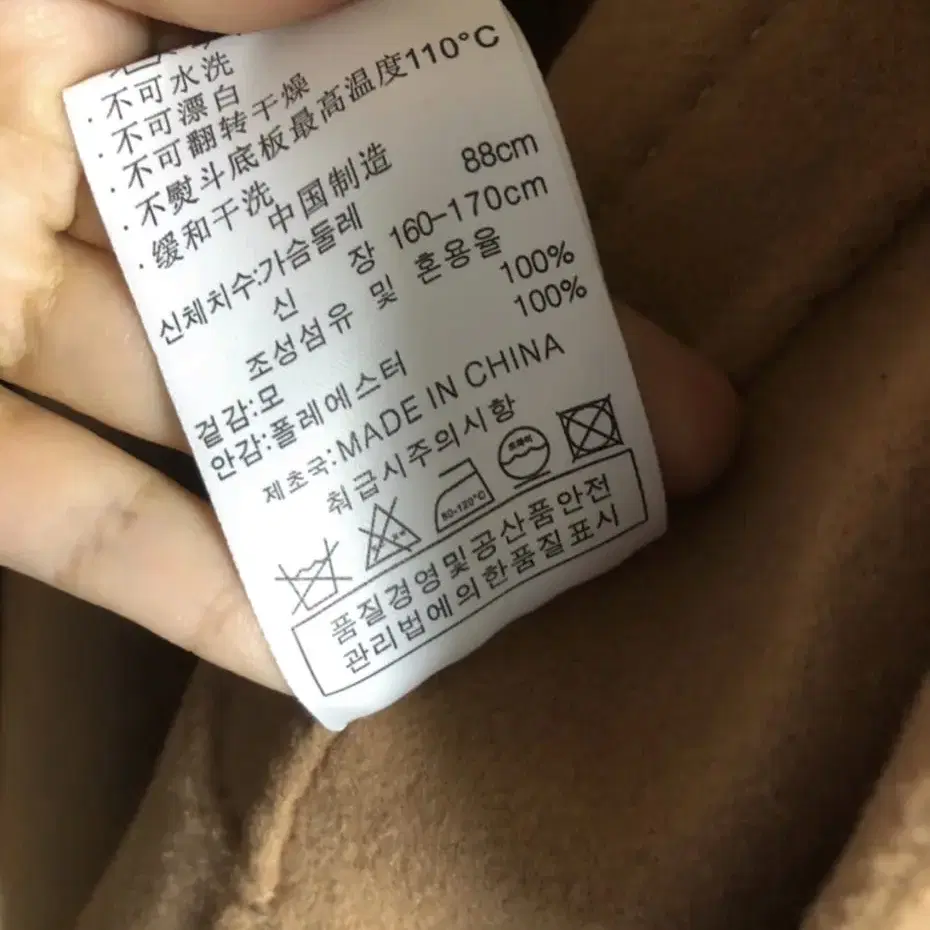 · 不可水洗
· 不可漂白
· 不可翻转干燥
不熨斗底板最高温度110°C
· 缓和干洗
中国制造
신체치수:가슴둘레 88cm
신 장 160-170cm
조성섬유 및 혼용율
겉감:모 100%
안감:폴레에스터 100%
제초국:MADE IN CHINA
취급시주의시항
80-120°C
드라이
품질경영및공산품안전
관리법에의한품질표시